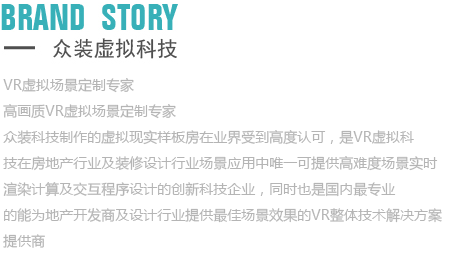 BRAND STORY
— 众装虚拟科技
VR虚拟场景定制专家
高画质VR虚拟场景定制专家
众装科技制作的虚拟现实样板房在业界受到高度认可，是VR虚拟科
技在房地产行业及装修设计行业场景应用中唯一可提供高难度场景实时
渲染计算及交互程序设计的创新科技企业，同时也是国内最专业
的能为地产开发商及设计行业提供最佳场景效果的VR整体技术解决方案
提供商